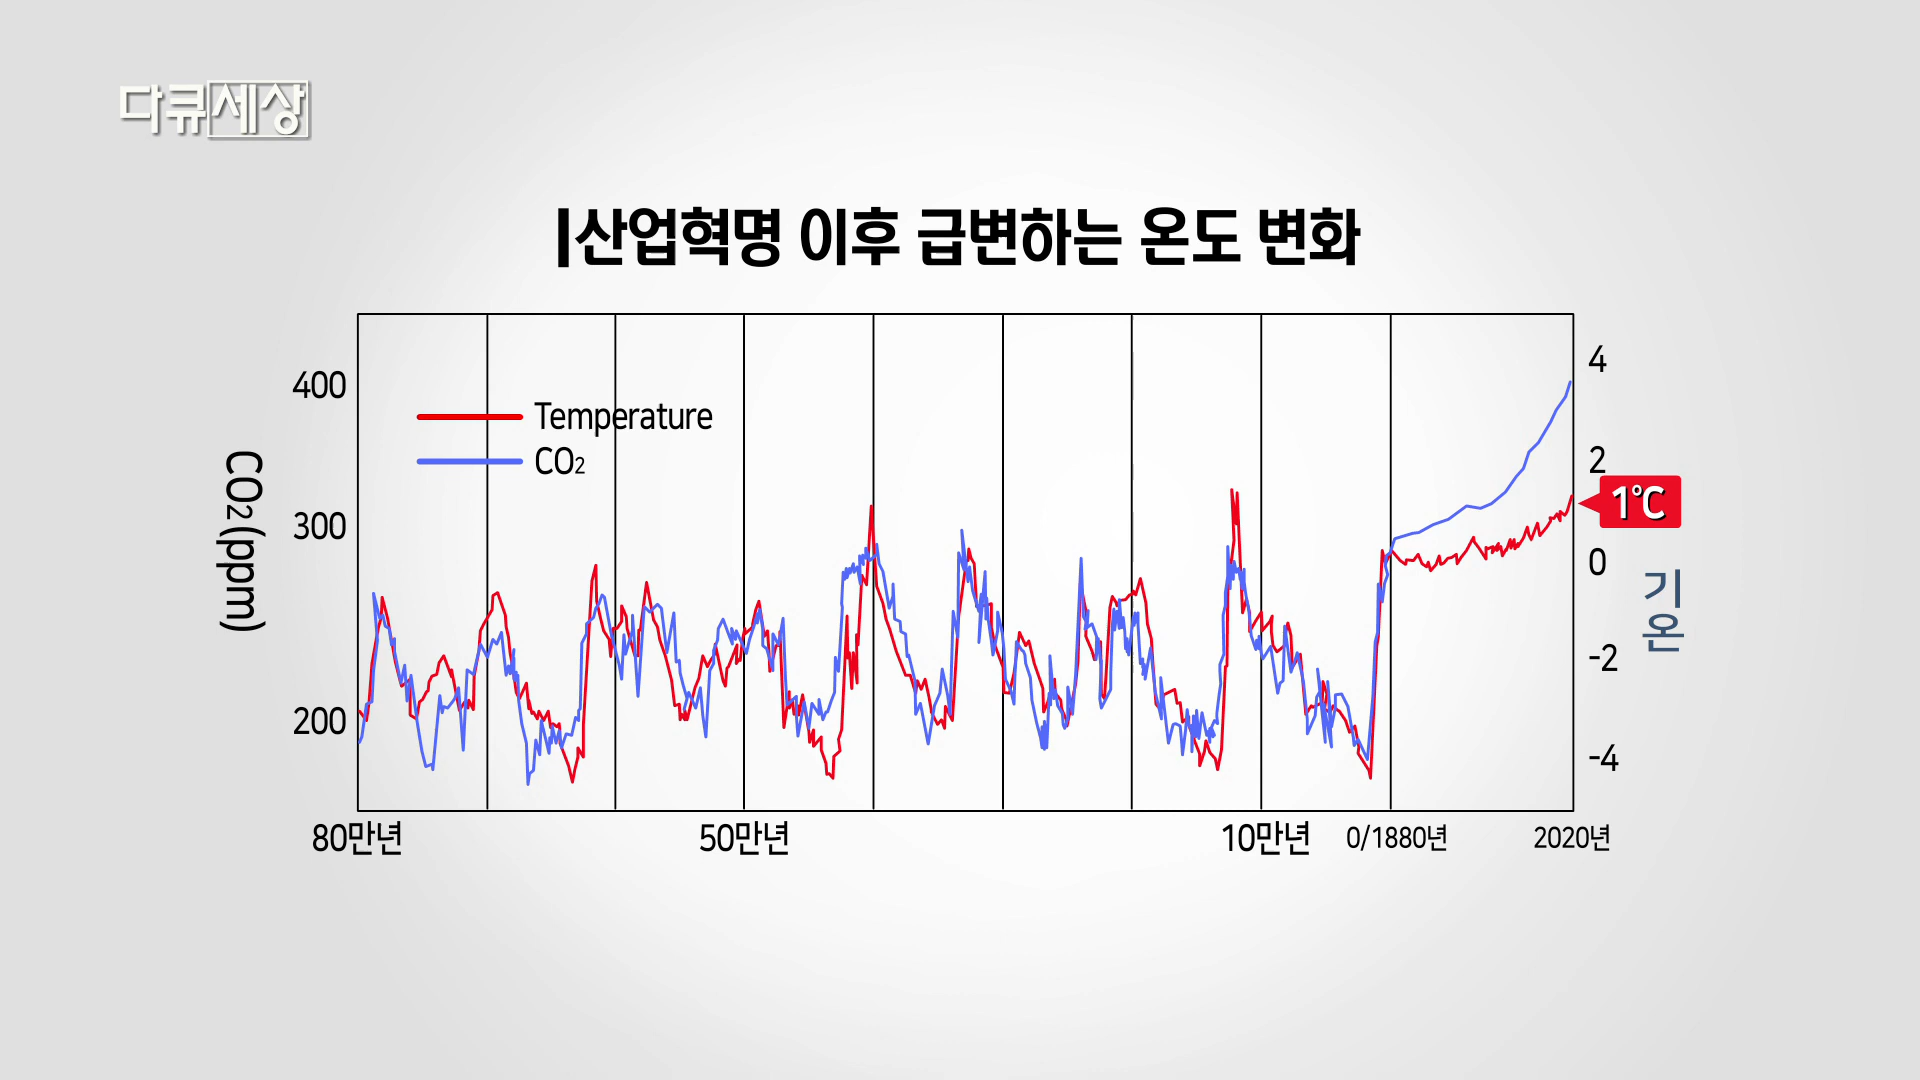 다큐세상
산업혁명 이후 급변하는 온도 변화
400
300
200
CO₂(ppm)
Temperature
CO₂
4
2
1℃
0
-2
-4
기온
80만년
50만년
10만년
0/1880년
2020년